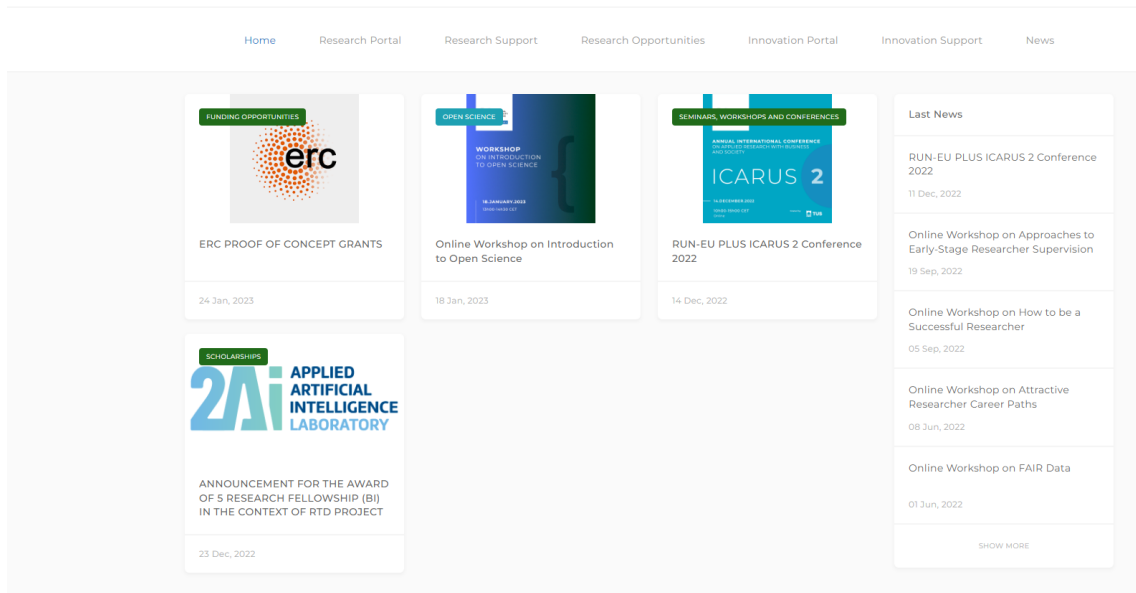 Home Research Portal Research Support Research Opportunities Innovation Portal Innovation Support News
FUNDING OPPORTUNITIES
erc
ERC PROOF OF CONCEPT GRANTS
24 Jan, 2023
OPEN SCIENCE
WORKSHOP
ON INTRODUCTION
TO OPEN SCIENCE
18.JANUARY.2023
Online Workshop on Introduction
to Open Science
18 Jan, 2023
SEMINARS, WORKSHOPS AND CONFERENCES
ANNUAL INTERNATIONAL CONFERENCE
ON APPLIED RESEARCH WITH BUSINESS
AND SOCIETY
ICARUS 2
14.DECEMBER.2022
TUS
RUN-EU PLUS ICARUS 2 Conference
2022
14 Dec, 2022
SCHOLARSHIPS
2Ai APPLIED
ARTIFICIAL
INTELLIGENCE
LABORATORY
ANNOUNCEMENT FOR THE AWARD
OF 5 RESEARCH FELLOWSHIP (BI)
IN THE CONTEXT OF RTD PROJECT
23 Dec, 2022
Last News
RUN-EU PLUS ICARUS 2 Conference
2022
11 Dec, 2022
Online Workshop on Approaches to
Early-Stage Researcher Supervision
19 Sep, 2022
Online Workshop on How to be a
Successful Researcher
05 Sep, 2022
Online Workshop on Attractive
Researcher Career Paths
08 Jun, 2022
Online Workshop on FAIR Data
01 Jun, 2022
SHOW MORE